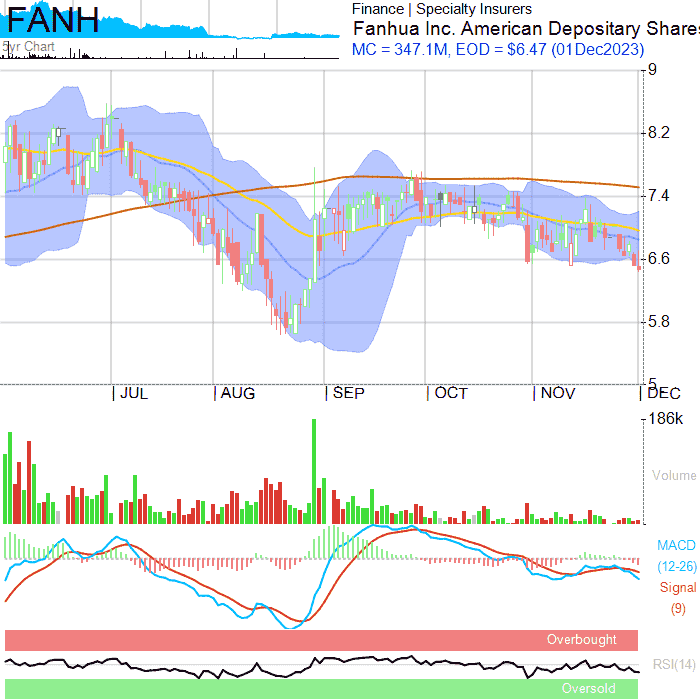 FANH
5yr Chart
Finance | Specialty Insurers
Fanhua Inc. American Depositary Shares
MC = 347.1M, EOD = $6.47 (01Dec2023)
9
8.2
7.4
6.6
5.8
5
JUL AUG SEP OCT NOV DEC
186k
Volume
MACD
(12-26)
Signal
(9)
Overbought
RSI(14)
Oversold